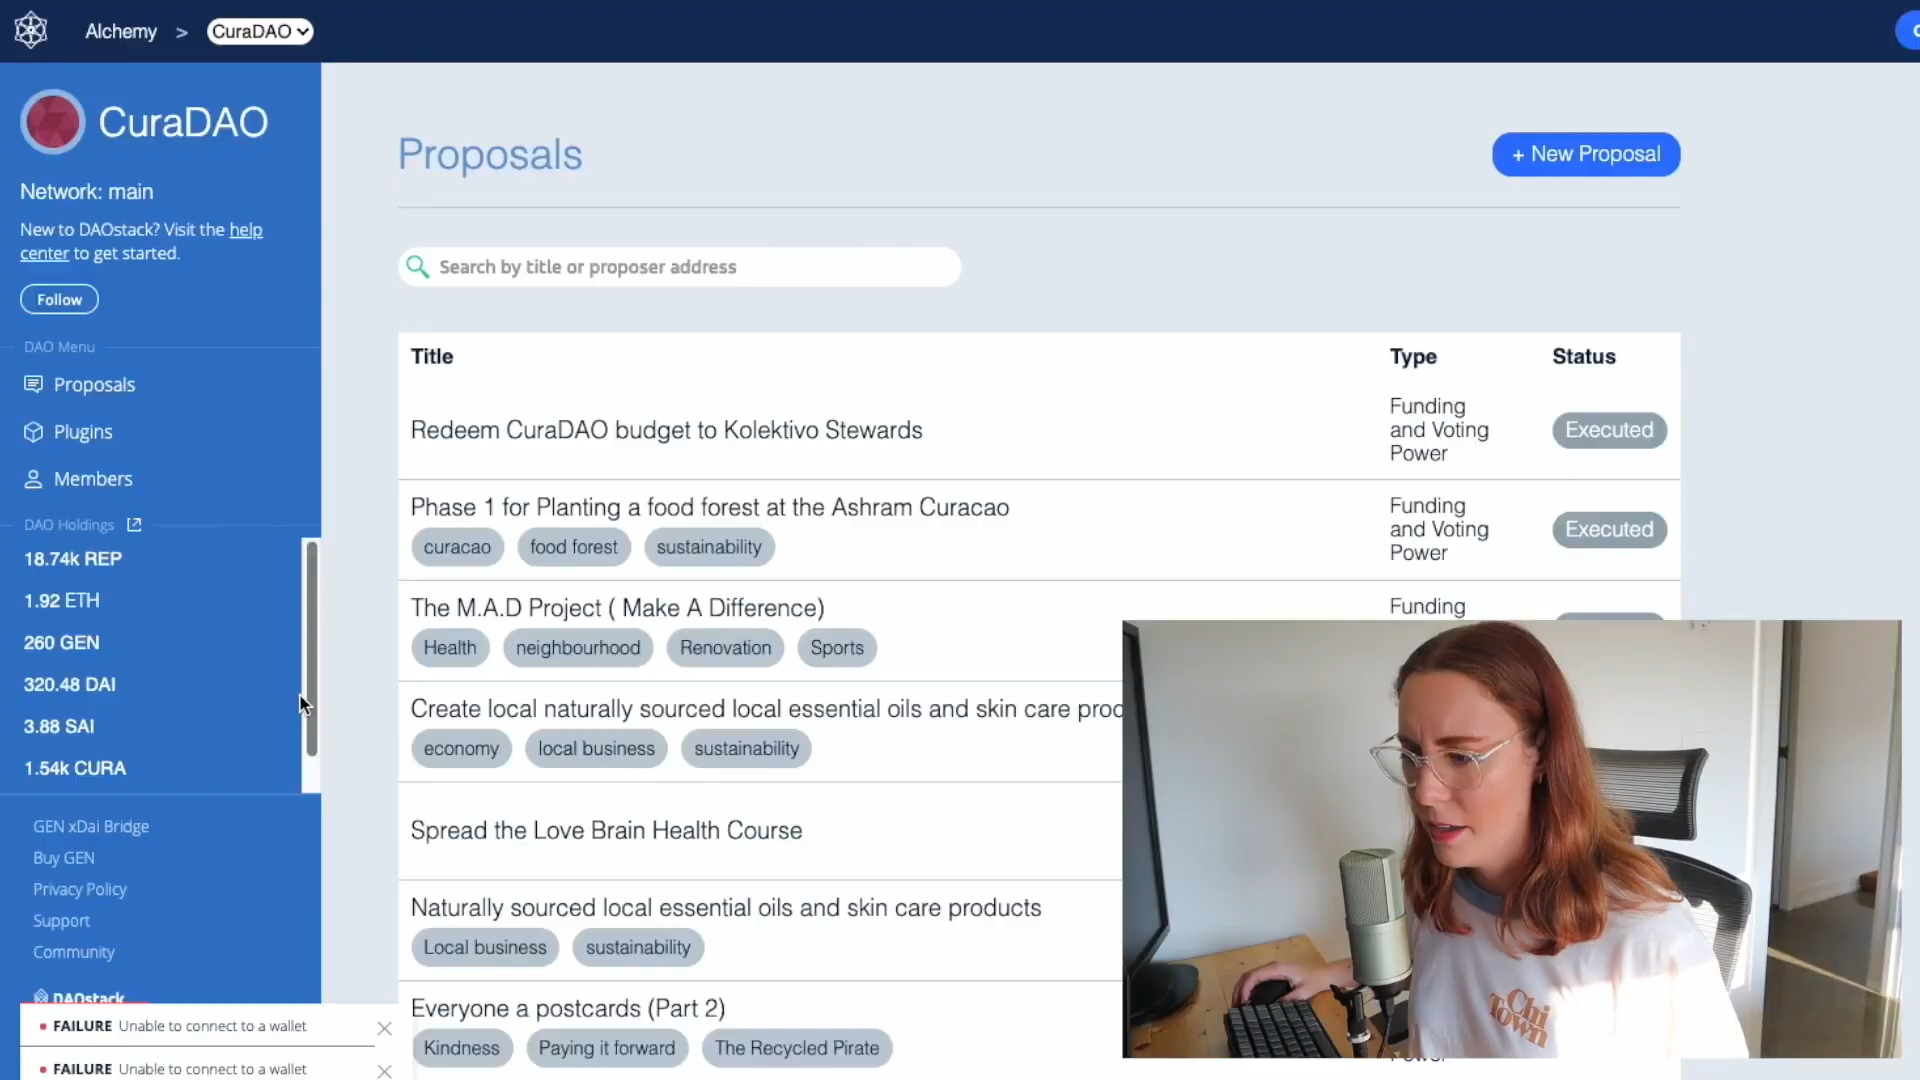 Alchemy > CuraDAO
CuraDAO
Network: main
New to DAOstack? Visit the help
center to get started.
Follow
DAO Menu
Proposals
Plugins
Members
DAO Holdings
18.74k REP
1.92 ETH
260 GEN
320.48 DAI
3.88 SAI
1.54k CURA
GEN xDai Bridge
Buy GEN
Privacy Policy
Support
Community
DAOstack
FAILURE Unable to connect to a wallet
FAILURE Unable to connect to a wallet
Proposals
+ New Proposal
Search by title or proposer address
Title Type Status
Redeem CuraDAO budget to Kolektivo Stewards
Funding
and Voting
Power
Executed
Phase 1 for Planting a food forest at the Ashram Curacao
curacao food forest sustainability
Funding
and Voting
Power
Executed
The M.A.D Project ( Make A Difference)
Health neighbourhood Renovation Sports
Funding
Create local naturally sourced local essential oils and skin care
economy local business sustainability
Spread the Love Brain Health Course
Naturally sourced local essential oils and skin care products
Local business sustainability
Everyone a postcards (Part 2)
Kindness Paying it forward The Recycled Pirate
Chi
Town